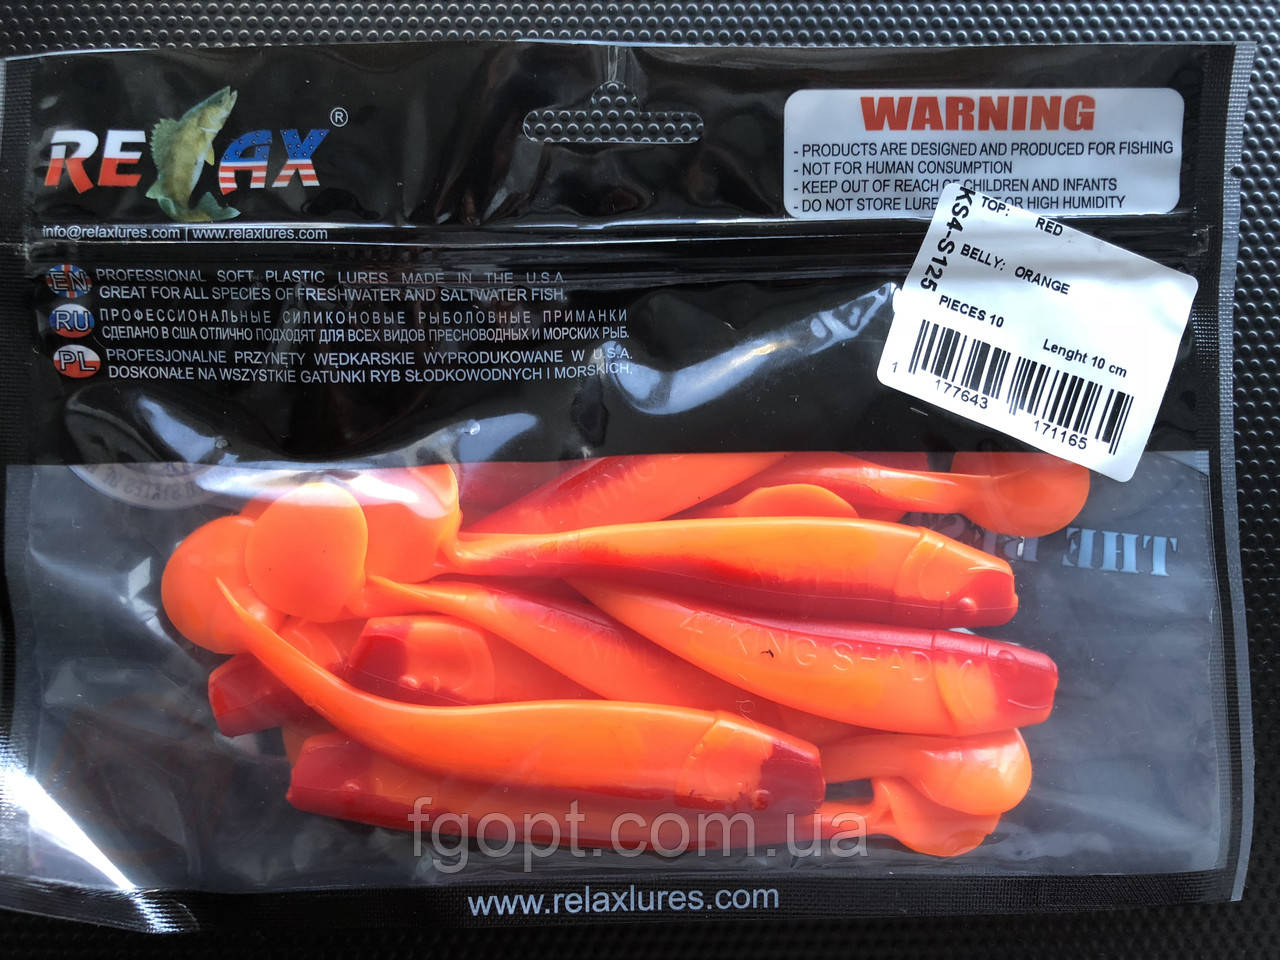 RELAX®
info@relaxlures.com | www.relaxlures.com
WARNING
- PRODUCTS ARE DESIGNED AND PRODUCED FOR FISHING
- NOT FOR HUMAN CONSUMPTION
- KEEP OUT OF REACH OF CHILDREN AND INFANTS
- DO NOT STORE LURE OR HIGH HUMIDITY
KS4-S125
TOP: RED
BELLY: ORANGE
PIECES 10
Lenght 10 cm
1 177643 171165
EN PROFESSIONAL SOFT PLASTIC LURES MADE IN THE U.S.A.
GREAT FOR ALL SPECIES OF FRESHWATER AND SALTWATER FISH.
RU ПРОФЕССИОНАЛЬНЫЕ СИЛИКОНОВЫЕ РЫБОЛОВНЫЕ ПРИМАНКИ
СДЕЛАНО В США ОТЛИЧНО ПОДХОДЯТ ДЛЯ ВСЕХ ВИДОВ ПРЕСНОВОДНЫХ И МОРСКИХ РЫБ.
PL PROFESJONALNE PRZYNĘTY WĘDKARSKIE WYPRODUKOWANE W U.S.A.
DOSKONAŁE NA WSZYSTKIE GATUNKI RYB SŁODKOWODNYCH I MORSKICH.
THE
4" KING SHAD
fgopt.com.ua
www.relaxlures.com